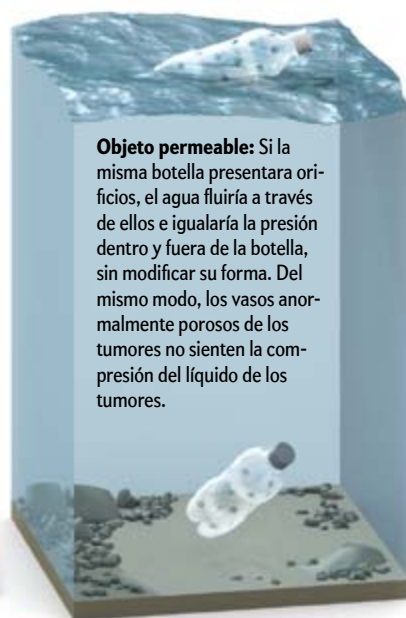 Objeto permeable: Si la
misma botella presentara ori-
ficios, el agua fluiría a través
de ellos e igualaría la presión
dentro y fuera de la botella,
sin modificar su forma. Del
mismo modo, los vasos anor-
malmente porosos de los
tumores no sienten la com-
presión del líquido de los
tumores.